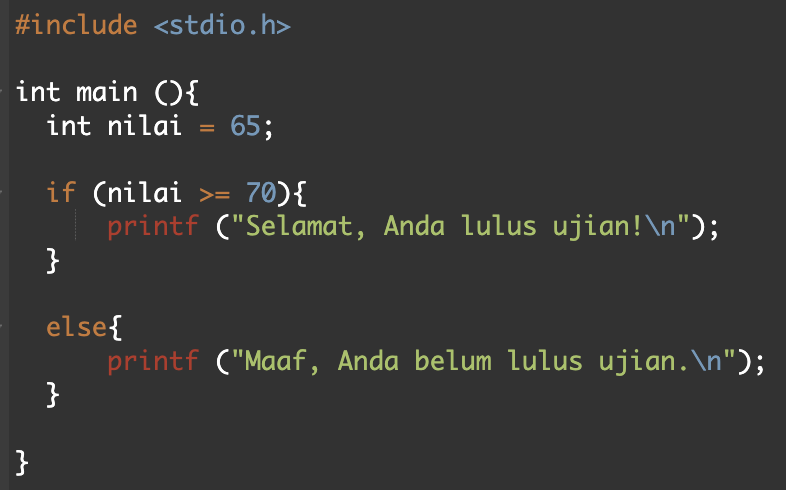 #include <stdio.h>
int main (){
int nilai = 65;
if (nilai >= 70){
printf ("Selamat, Anda lulus ujian!\n");
}
else{
printf ("Maaf, Anda belum lulus ujian.\n");
}
}